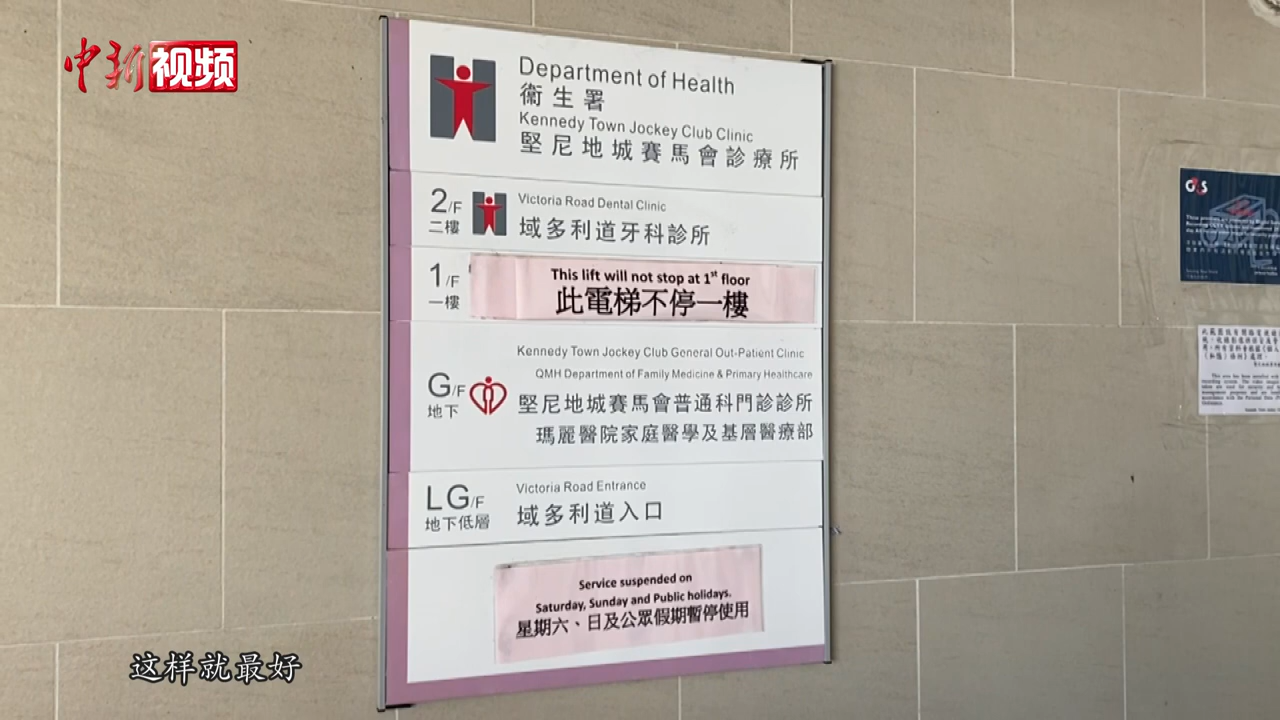 中新视频
Department of Health
衞生署
Kennedy Town Jockey Club Clinic
堅尼地城賽馬會診療所
2/F
二樓
Victoria Road Dental Clinic
域多利道牙科診所
1/F
一樓
This lift will not stop at 1st floor
此電梯不停一樓
G/F
地下
Kennedy Town Jockey Club General Out-Patient Clinic
QMH Department of Family Medicine & Primary Healthcare
堅尼地城賽馬會普通科門診診所
瑪麗醫院家庭醫學及基層醫療部
LG/F
地下低層
Victoria Road Entrance
域多利道入口
Service suspended on
Saturday, Sunday and Public holidays.
星期六、日及公眾假期暫停使用
G4S
这样就最好